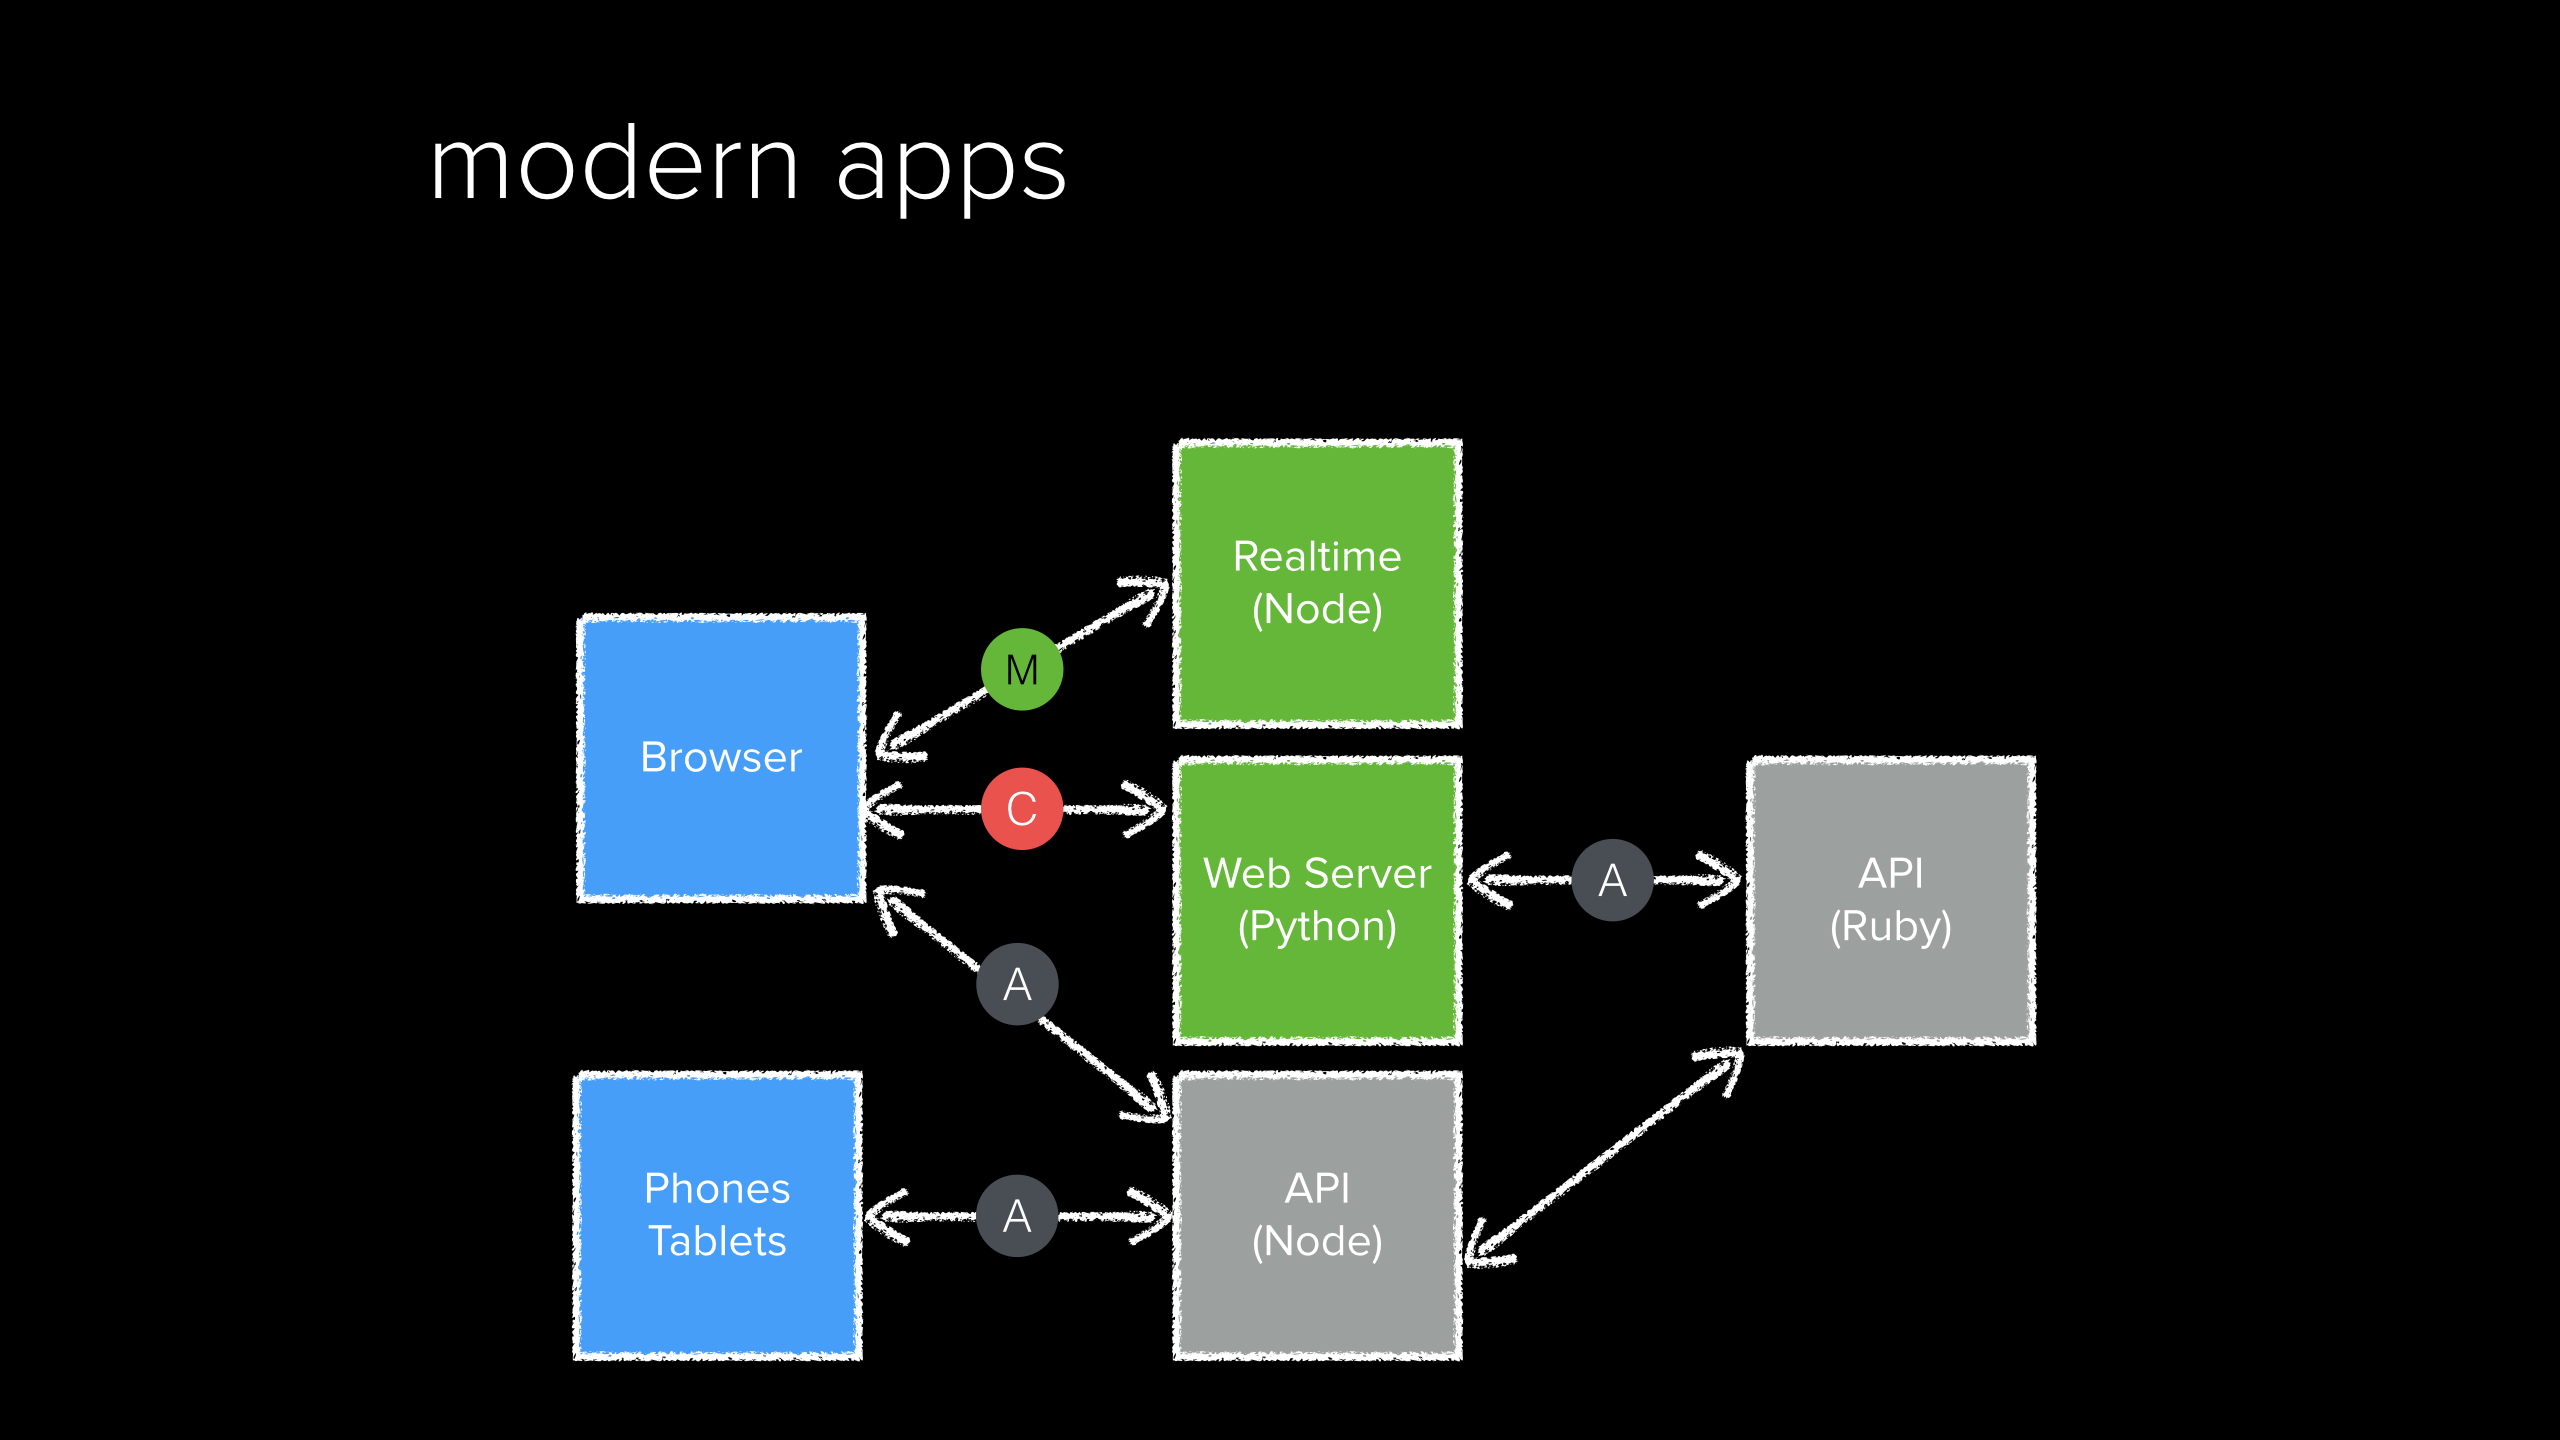 modern apps
Realtime
(Node)
M
Browser
C
Web Server
(Python)
A
API
(Ruby)
A
Phones
Tablets
A
API
(Node)